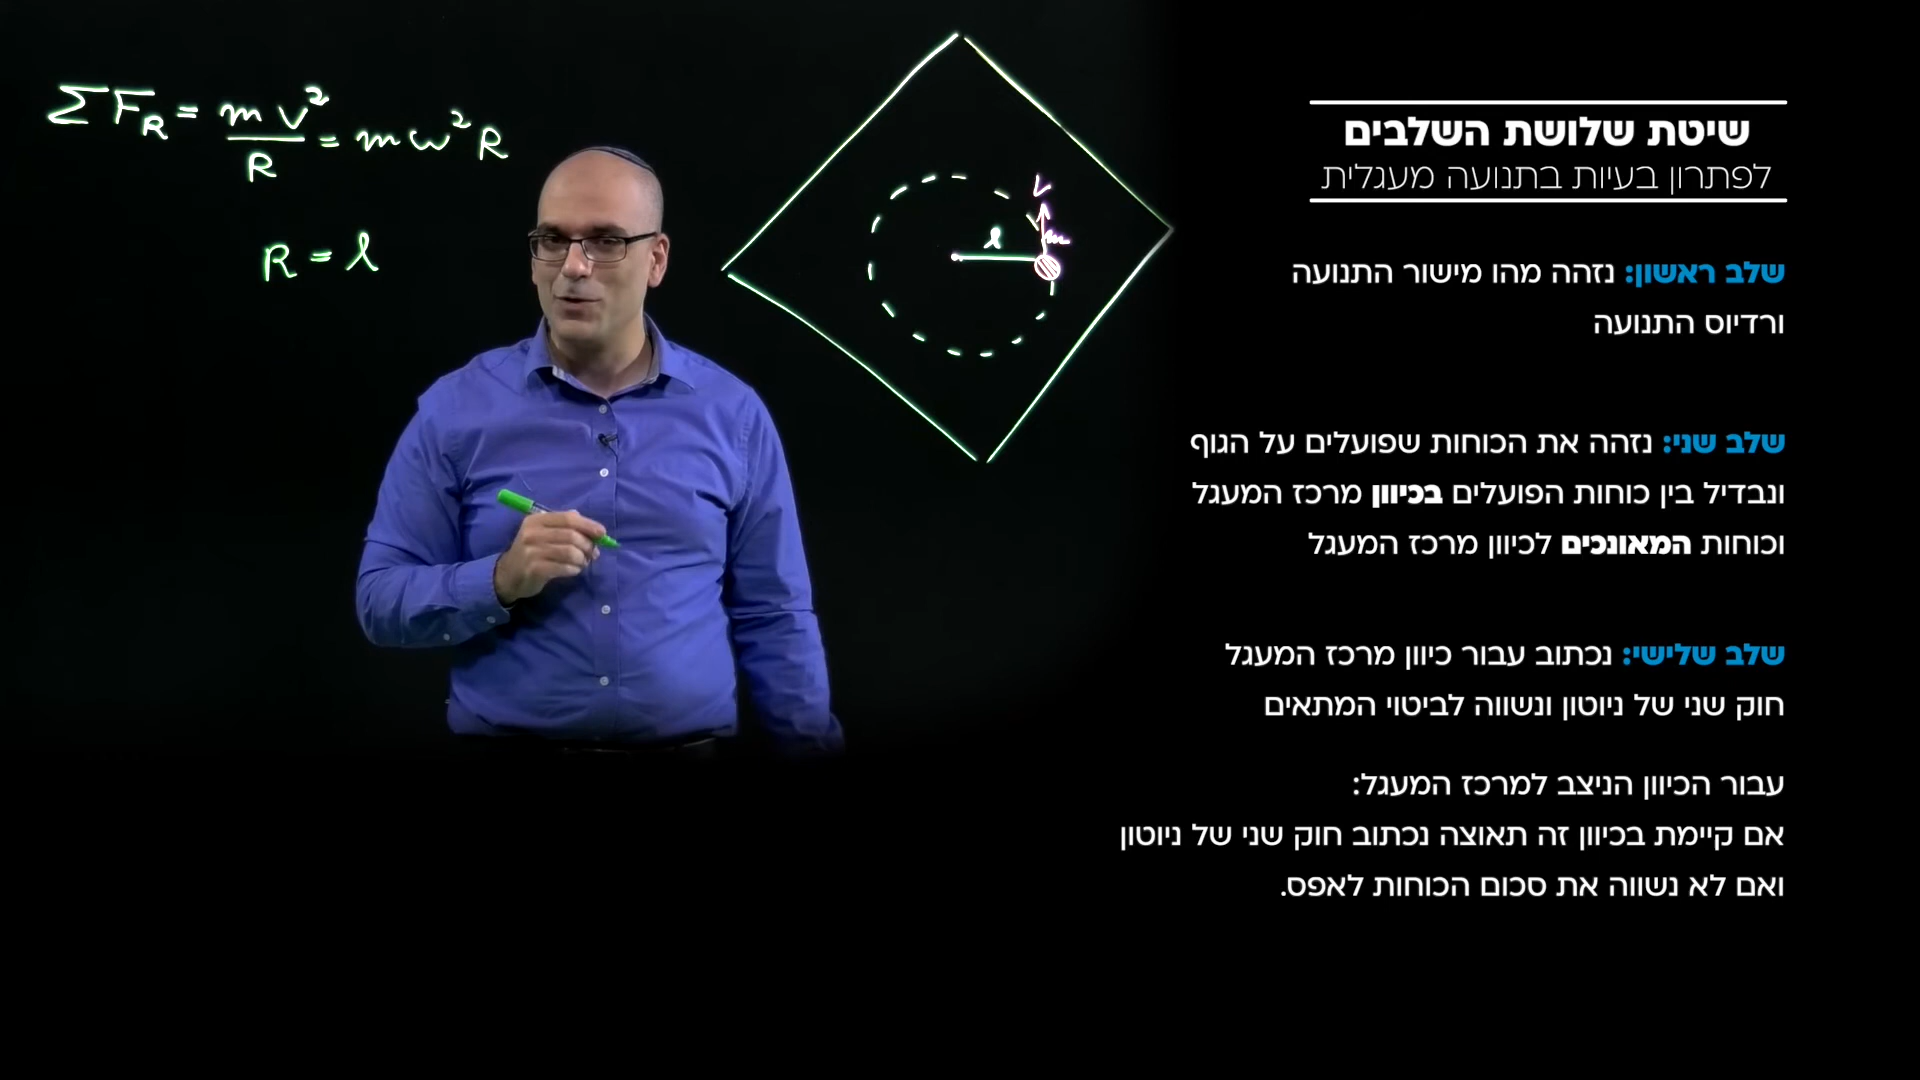 ΣF_R = mv²/R = mω²R
R = l
l
v
m
שיטת שלושת השלבים
לפתרון בעיות בתנועה מעגלית
שלב ראשון: נזהה מהו מישור התנועה
ורדיוס התנועה
שלב שני: נזהה את הכוחות שפועלים על הגוף
ונבדיל בין כוחות הפועלים בכיוון מרכז המעגל
וכוחות המאונכים לכיוון מרכז המעגל
שלב שלישי: נכתוב עבור כיוון מרכז המעגל
חוק שני של ניוטון ונשווה לביטוי המתאים
עבור הכיוון הניצב למרכז המעגל:
אם קיימת בכיוון זה תאוצה נכתוב חוק שני של ניוטון
ואם לא נשווה את סכום הכוחות לאפס.